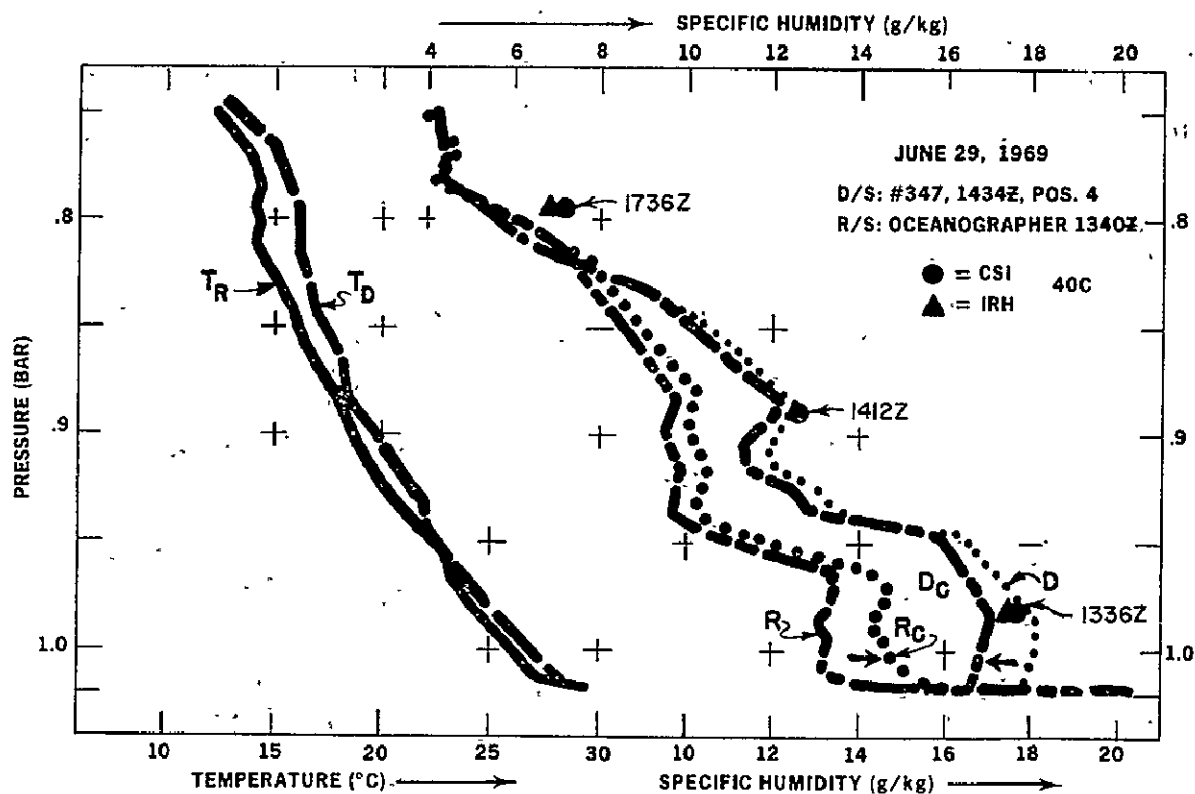 SPECIFIC HUMIDITY (g/kg)
4 6 8 10 12 14 16 18 20
JUNE 29, 1969
D/S: #347, 1434Z, POS. 4
R/S: OCEANOGRAPHER 1340Z
● = CSI
40C
▲ = IRH
1736Z
.8 .8
T_R T_D
1412Z
PRESSURE (BAR)
.9 .9
D_C D
R R_C 1336Z
1.0 1.0
10 15 20 25 30 10 12 14 16 18 20
TEMPERATURE (°C) SPECIFIC HUMIDITY (g/kg)